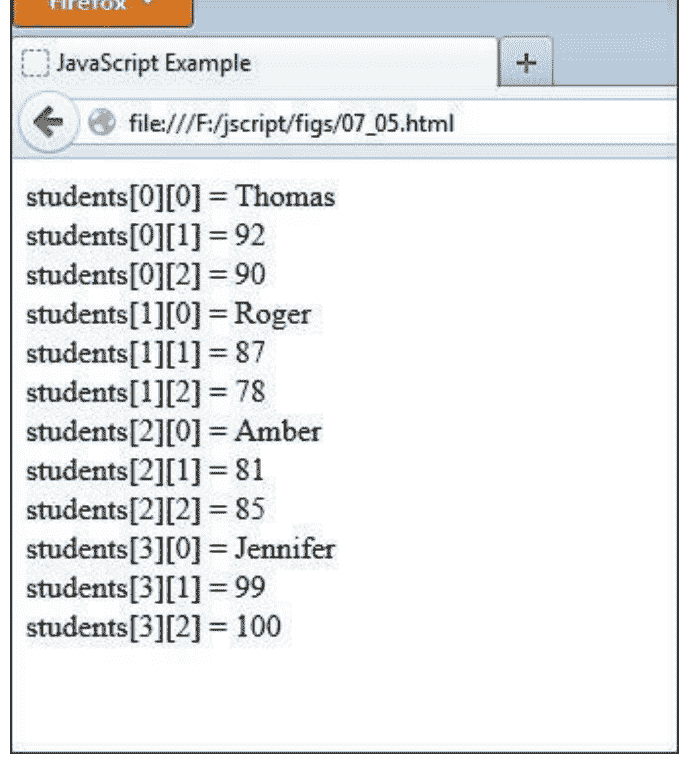 Firefox
JavaScript Example
file:///F:/jscript/figs/07_05.html
students[0][0] = Thomas
students[0][1] = 92
students[0][2] = 90
students[1][0] = Roger
students[1][1] = 87
students[1][2] = 78
students[2][0] = Amber
students[2][1] = 81
students[2][2] = 85
students[3][0] = Jennifer
students[3][1] = 99
students[3][2] = 100